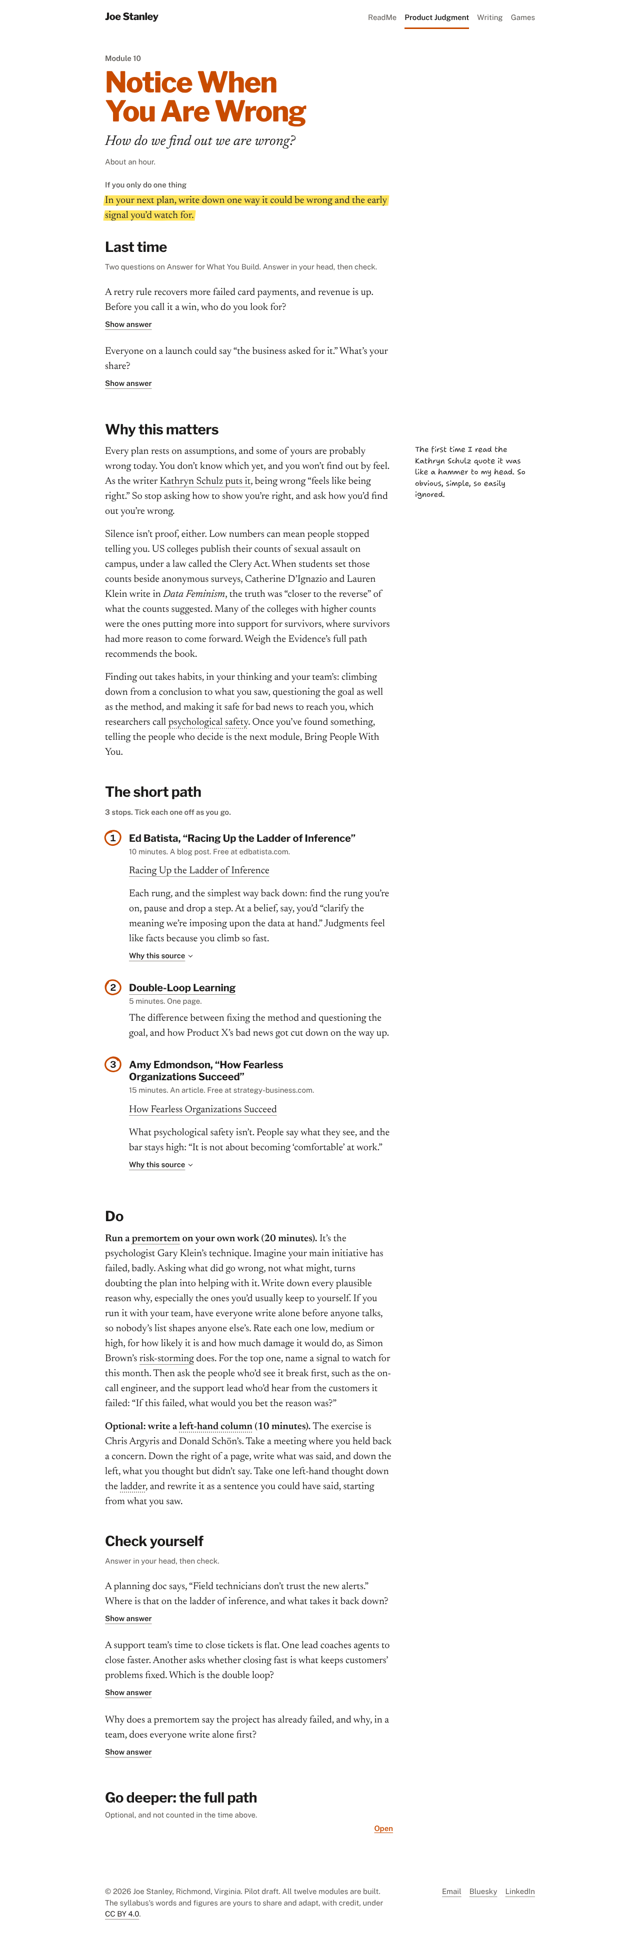 Joe Stanley
ReadMe Product Judgment Writing Games
Module 10
Notice When
You Are Wrong
How do we find out we are wrong?
About an hour.
If you only do one thing
In your next plan, write down one way it could be wrong and the early
signal you’d watch for.
Last time
Two questions on Answer for What You Build. Answer in your head, then check.
A retry rule recovers more failed card payments, and revenue is up.
Before you call it a win, who do you look for?
Show answer
Everyone on a launch could say “the business asked for it.” What’s your
share?
Show answer
Why this matters
Every plan rests on assumptions, and some of yours are probably
wrong today. You don’t know which yet, and you won’t find out by feel.
As the writer Kathryn Schulz puts it, being wrong “feels like being
right.” So stop asking how to show you’re right, and ask how you’d find
out you’re wrong.
The first time I read the
Kathryn Schulz quote it was
like a hammer to my head. So
obvious, simple, so easily
ignored.
Silence isn’t proof, either. Low numbers can mean people stopped
telling you. US colleges publish their counts of sexual assault on
campus, under a law called the Clery Act. When students set those
counts beside anonymous surveys, Catherine D’Ignazio and Lauren
Klein write in Data Feminism, the truth was “closer to the reverse” of
what the counts suggested. Many of the colleges with higher counts
were the ones putting more into support for survivors, where survivors
had more reason to come forward. Weigh the Evidence’s full path
recommends the book.
Finding out takes habits, in your thinking and your team’s: climbing
down from a conclusion to what you saw, questioning the goal as well
as the method, and making it safe for bad news to reach you, which
researchers call psychological safety. Once you’ve found something,
telling the people who decide is the next module, Bring People With
You.
The short path
3 stops. Tick each one off as you go.
1 Ed Batista, “Racing Up the Ladder of Inference”
10 minutes. A blog post. Free at edbatista.com.
Racing Up the Ladder of Inference
Each rung, and the simplest way back down: find the rung you’re
on, pause and drop a step. At a belief, say, you’d “clarify the
meaning we’re imposing upon the data at hand.” Judgments feel
like facts because you climb so fast.
Why this source
2 Double-Loop Learning
5 minutes. One page.
The difference between fixing the method and questioning the
goal, and how Product X’s bad news got cut down on the way up.
3 Amy Edmondson, “How Fearless
Organizations Succeed”
15 minutes. An article. Free at strategy-business.com.
How Fearless Organizations Succeed
What psychological safety isn’t. People say what they see, and the
bar stays high: “It is not about becoming ‘comfortable’ at work.”
Why this source
Do
Run a premortem on your own work (20 minutes). It’s the
psychologist Gary Klein’s technique. Imagine your main initiative has
failed, badly. Asking what did go wrong, not what might, turns
doubting the plan into helping with it. Write down every plausible
reason why, especially the ones you’d usually keep to yourself. If you
run it with your team, have everyone write alone before anyone talks,
so nobody’s list shapes anyone else’s. Rate each one low, medium or
high, for how likely it is and how much damage it would do, as Simon
Brown’s risk-storming does. For the top one, name a signal to watch for
this month. Then ask the people who’d see it break first, such as the on-
call engineer, and the support lead who’d hear from the customers it
failed: “If this failed, what would you bet the reason was?”
Optional: write a left-hand column (10 minutes). The exercise is
Chris Argyris and Donald Schön’s. Take a meeting where you held back
a concern. Down the right of a page, write what was said, and down the
left, what you thought but didn’t say. Take one left-hand thought down
the ladder, and rewrite it as a sentence you could have said, starting
from what you saw.
Check yourself
Answer in your head, then check.
A planning doc says, “Field technicians don’t trust the new alerts.”
Where is that on the ladder of inference, and what takes it back down?
Show answer
A support team’s time to close tickets is flat. One lead coaches agents to
close faster. Another asks whether closing fast is what keeps customers’
problems fixed. Which is the double loop?
Show answer
Why does a premortem say the project has already failed, and why, in a
team, does everyone write alone first?
Show answer
Go deeper: the full path
Optional, and not counted in the time above.
Open
© 2026 Joe Stanley, Richmond, Virginia. Pilot draft. All twelve modules are built.
The syllabus’s words and figures are yours to share and adapt, with credit, under
CC BY 4.0.
Email Bluesky LinkedIn